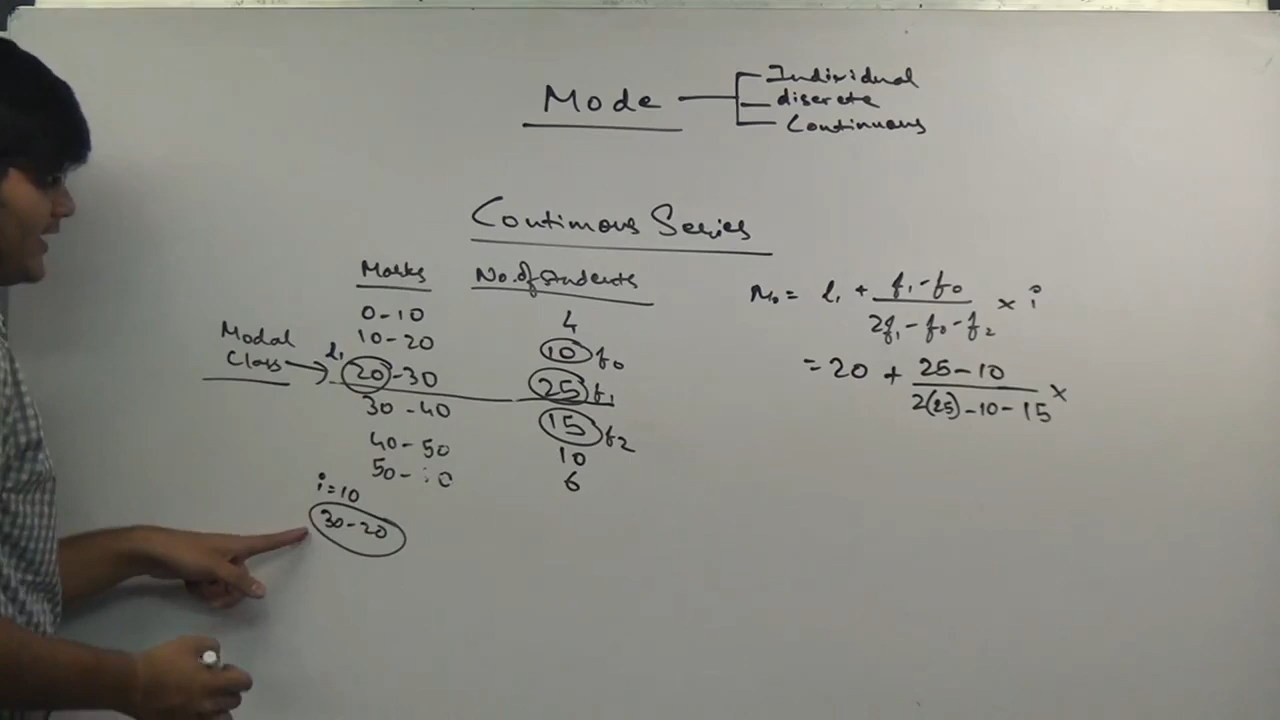 Mode
Individual
discrete
Continuous
Continuous Series
Marks No. of students
0-10 4
10-20 10 f₀
Modal Class → l₁ 20-30 25 f₁
30-40 15 f₂
40-50 10
50- 0 6
i=10
30-20
M₀ = l₁ + f₁-f₀ / 2f₁-f₀-f₂ × i
= 20 + 25-10 / 2(25)-10-15 ×